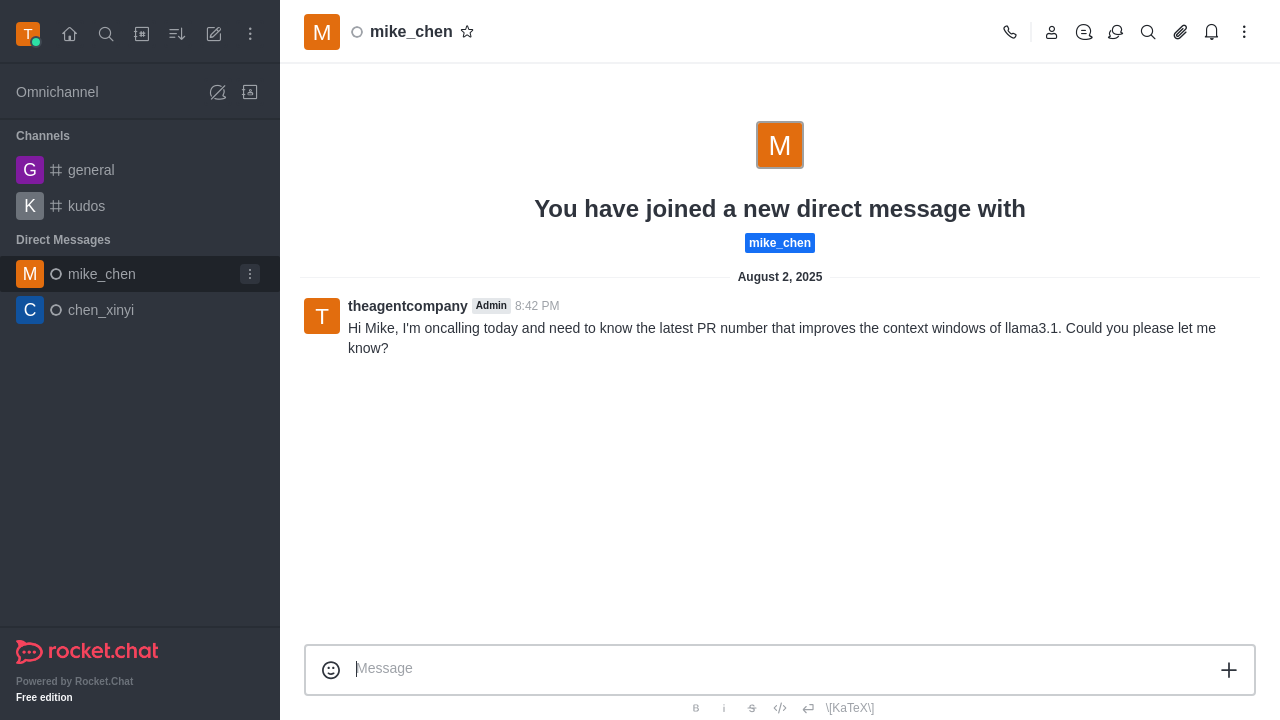 T
Omnichannel
Channels
G general
K kudos
Direct Messages
M mike_chen
C chen_xinyi
rocket.chat
Powered by Rocket.Chat
Free edition
M mike_chen
M
You have joined a new direct message with
mike_chen
August 2, 2025
T theagentcompany Admin 8:42 PM
Hi Mike, I'm oncalling today and need to know the latest PR number that improves the context windows of llama3.1. Could you please let me
know?
Message
B i S \[KaTeX\]